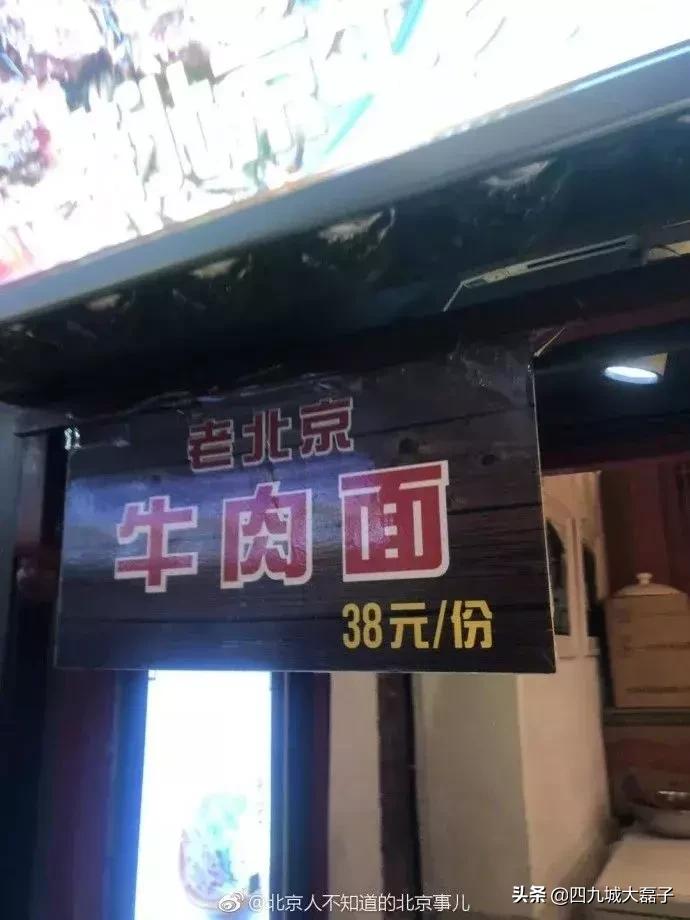 老北京
牛肉面
38元/份
@北京人不知道的北京事儿
头条 @四九城大磊子